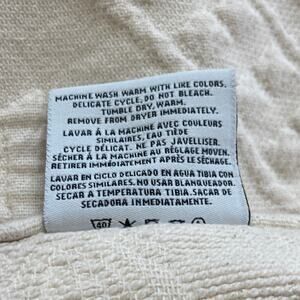 MACHINE WASH WARM WITH LIKE COLORS,
DELICATE CYCLE, DO NOT BLEACH.
TUMBLE DRY, WARM.
REMOVE FROM DRYER IMMEDIATELY.
LAVAR À LA MACHINE AVEC COULEURS
SIMILAIRES, EAU TIÈDE
CYCLE DÉLICAT. NE PAS JAVELLISER.
SÉCHER À LA MACHINE AU RÉGLAGE MOYEN.
RETIRER IMMÉDIATEMENT APRÈS LE SÉCHAGE.
LAVAR EN CICLO DELICADO EN AGUA TIBIA CON
COLORES SIMILARES. NO USAR BLANQUEADOR.
SECAR A TEMPERATURA TIBIA. SACAR DE
SECADORA INMEDIATAMENTE.
40